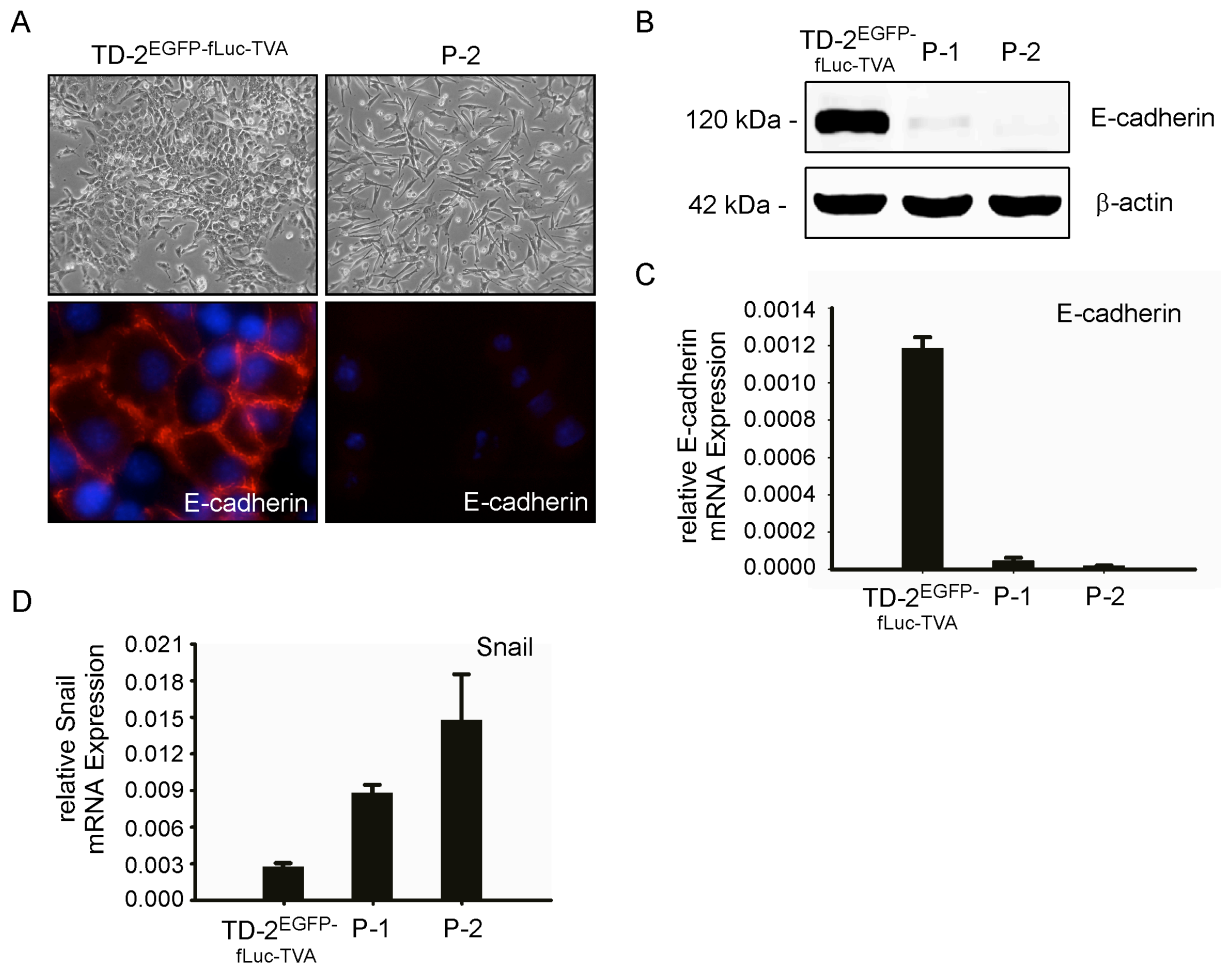 A
TD-2EGFP-fLuc-TVA
P-2
E-cadherin
E-cadherin
B
TD-2EGFP-
fLuc-TVA
P-1
P-2
120 kDa -
E-cadherin
42 kDa -
β-actin
C
E-cadherin
relative E-cadherin
mRNA Expression
0.0014
0.0012
0.0010
0.0008
0.0006
0.0004
0.0002
0.0000
TD-2EGFP-
fLuc-TVA
P-1
P-2
D
Snail
relative Snail
mRNA Expression
0.021
0.018
0.015
0.012
0.009
0.006
0.003
0.000
TD-2EGFP-
fLuc-TVA
P-1
P-2